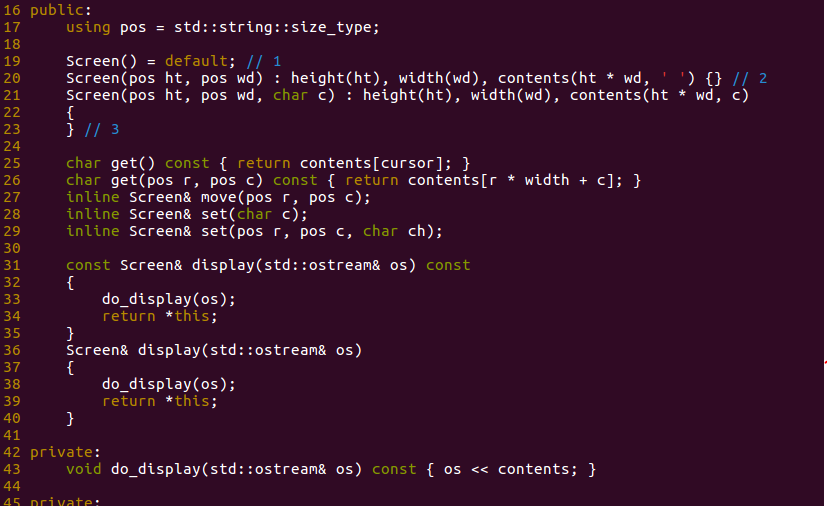 16 public:
17     using pos = std::string::size_type;
18
19     Screen() = default; // 1
20     Screen(pos ht, pos wd) : height(ht), width(wd), contents(ht * wd, ' ') {} // 2
21     Screen(pos ht, pos wd, char c) : height(ht), width(wd), contents(ht * wd, c)
22     {
23     } // 3
24
25     char get() const { return contents[cursor]; }
26     char get(pos r, pos c) const { return contents[r * width + c]; }
27     inline Screen& move(pos r, pos c);
28     inline Screen& set(char c);
29     inline Screen& set(pos r, pos c, char ch);
30
31     const Screen& display(std::ostream& os) const
32     {
33         do_display(os);
34         return *this;
35     }
36     Screen& display(std::ostream& os)
37     {
38         do_display(os);
39         return *this;
40     }
41
42 private:
43     void do_display(std::ostream& os) const { os << contents; }
44
45 private: